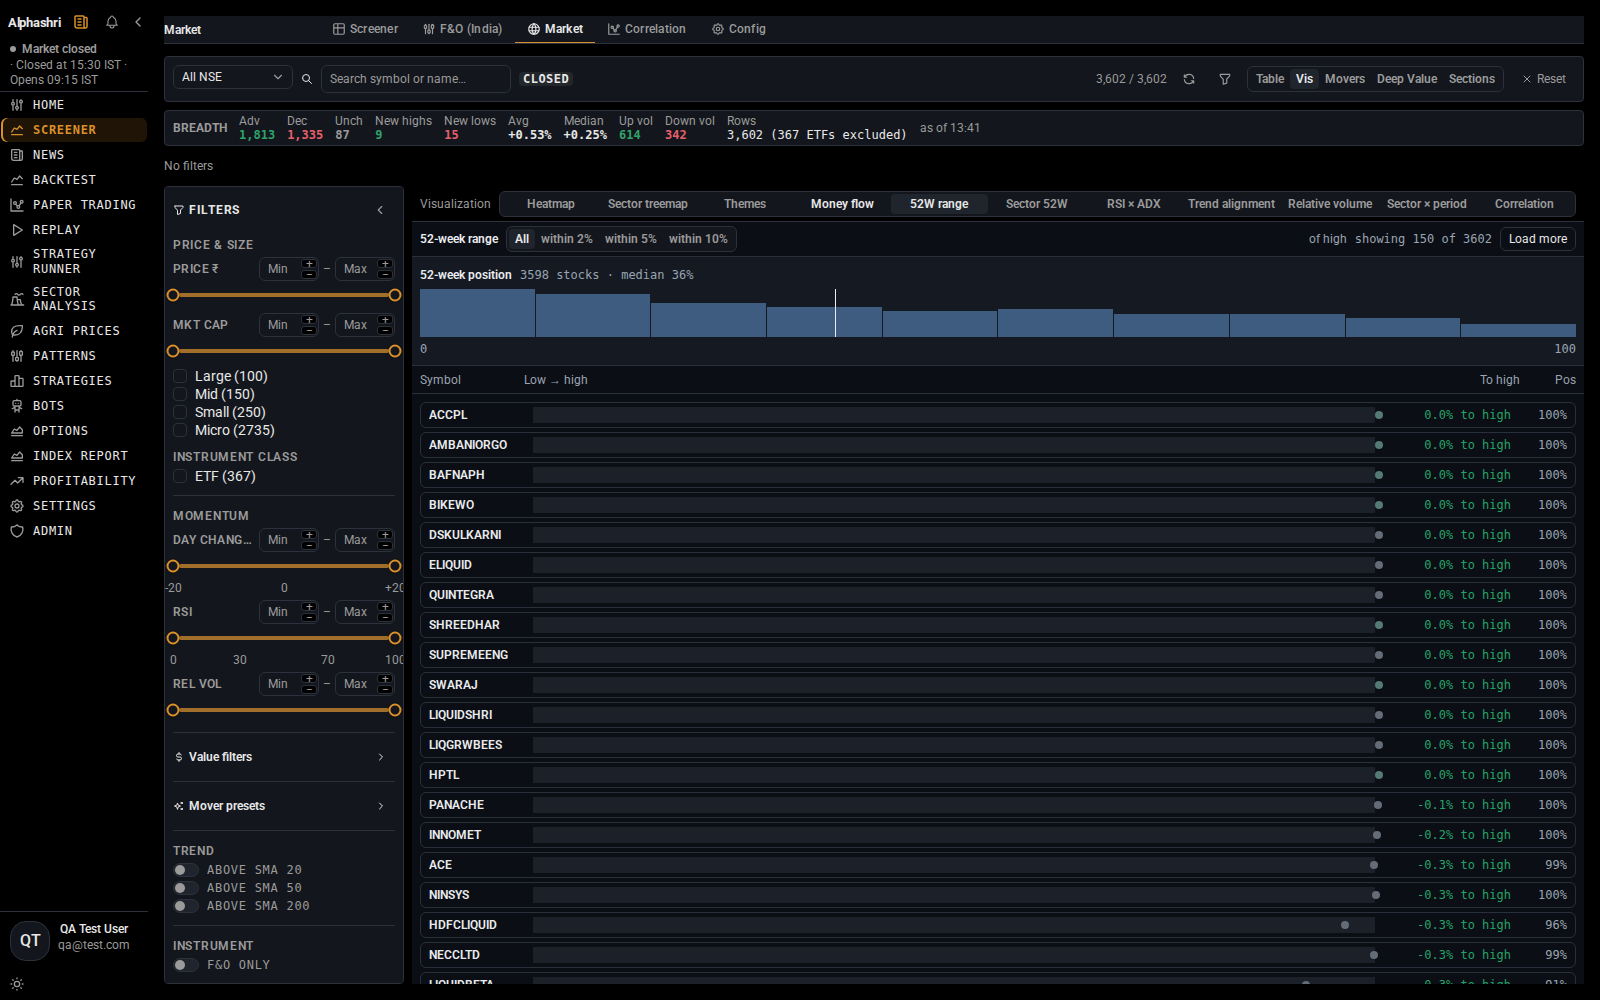 Alphashri
Market closed
· Closed at 15:30 IST ·
Opens 09:15 IST
HOME
SCREENER
NEWS
BACKTEST
PAPER TRADING
REPLAY
STRATEGY
RUNNER
SECTOR
ANALYSIS
AGRI PRICES
PATTERNS
STRATEGIES
BOTS
OPTIONS
INDEX REPORT
PROFITABILITY
SETTINGS
ADMIN
QT
QA Test User
qa@test.com
Market
Screener
F&O (India)
Market
Correlation
Config
All NSE
Search symbol or name...
CLOSED
3,602 / 3,602
Table Vis Movers Deep Value Sections
Reset
BREADTH
Adv Dec Unch New highs New lows Avg Median Up vol Down vol Rows
1,813 1,335 87 9 15 +0.53% +0.25% 614 342 3,602 (367 ETFs excluded)
as of 13:41
No filters
FILTERS
PRICE & SIZE
PRICE ₹ Min + − – Max + −
MKT CAP Min + − – Max + −
Large (100)
Mid (150)
Small (250)
Micro (2735)
INSTRUMENT CLASS
ETF (367)
MOMENTUM
DAY CHANG... Min + − – Max + −
-20 0 +20
RSI Min + − – Max + −
0 30 70 100
REL VOL Min + − – Max + −
Value filters
Mover presets
TREND
ABOVE SMA 20
ABOVE SMA 50
ABOVE SMA 200
INSTRUMENT
F&O ONLY
Visualization
Heatmap Sector treemap Themes Money flow 52W range Sector 52W RSI × ADX Trend alignment Relative volume Sector × period Correlation
52-week range All within 2% within 5% within 10%
of high showing 150 of 3602 Load more
52-week position 3598 stocks · median 36%
0 100
Symbol Low → high To high Pos
ACCPL 0.0% to high 100%
AMBANIORGO 0.0% to high 100%
BAFNAPH 0.0% to high 100%
BIKEWO 0.0% to high 100%
DSKULKARNI 0.0% to high 100%
ELIQUID 0.0% to high 100%
QUINTEGRA 0.0% to high 100%
SHREEDHAR 0.0% to high 100%
SUPREMEENG 0.0% to high 100%
SWARAJ 0.0% to high 100%
LIQUIDSHRI 0.0% to high 100%
LIQGRWBEES 0.0% to high 100%
HPTL 0.0% to high 100%
PANACHE -0.1% to high 100%
INNOMET -0.2% to high 100%
ACE -0.3% to high 99%
NINSYS -0.3% to high 100%
HDFCLIQUID -0.3% to high 96%
NECCLTD -0.3% to high 99%
LIQUIDBETA -0.3% to high 91%